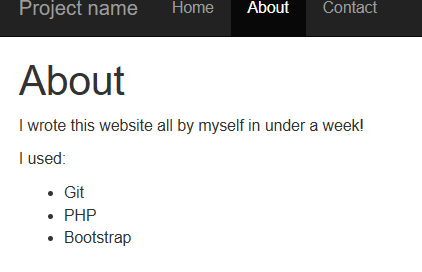 Project name Home About Contact
About
I wrote this website all by myself in under a week!
I used:
Git
PHP
Bootstrap